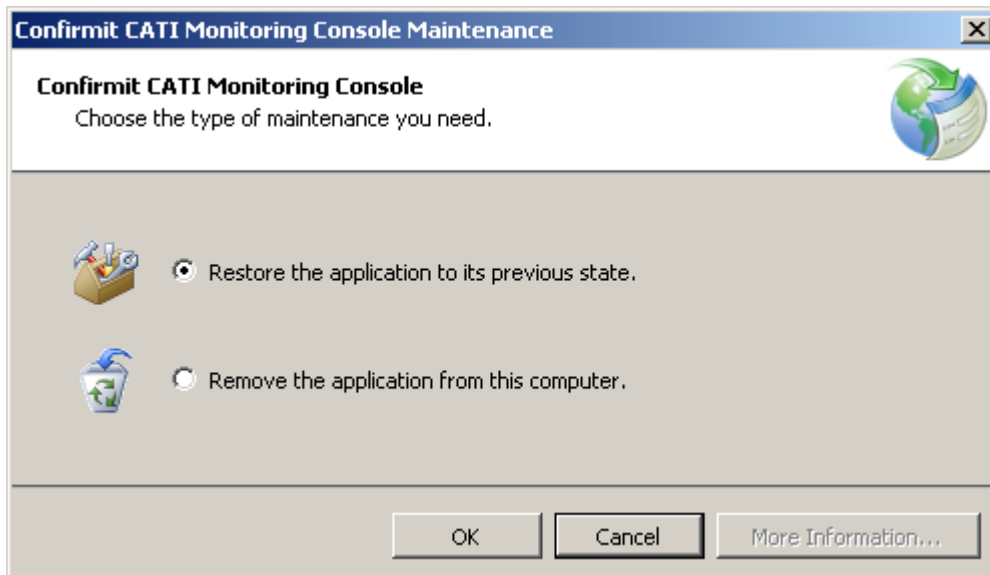 Confirmit CATI Monitoring Console Maintenance
Confirmit CATI Monitoring Console
Choose the type of maintenance you need.
Restore the application to its previous state.
Remove the application from this computer.
OK Cancel More Information...